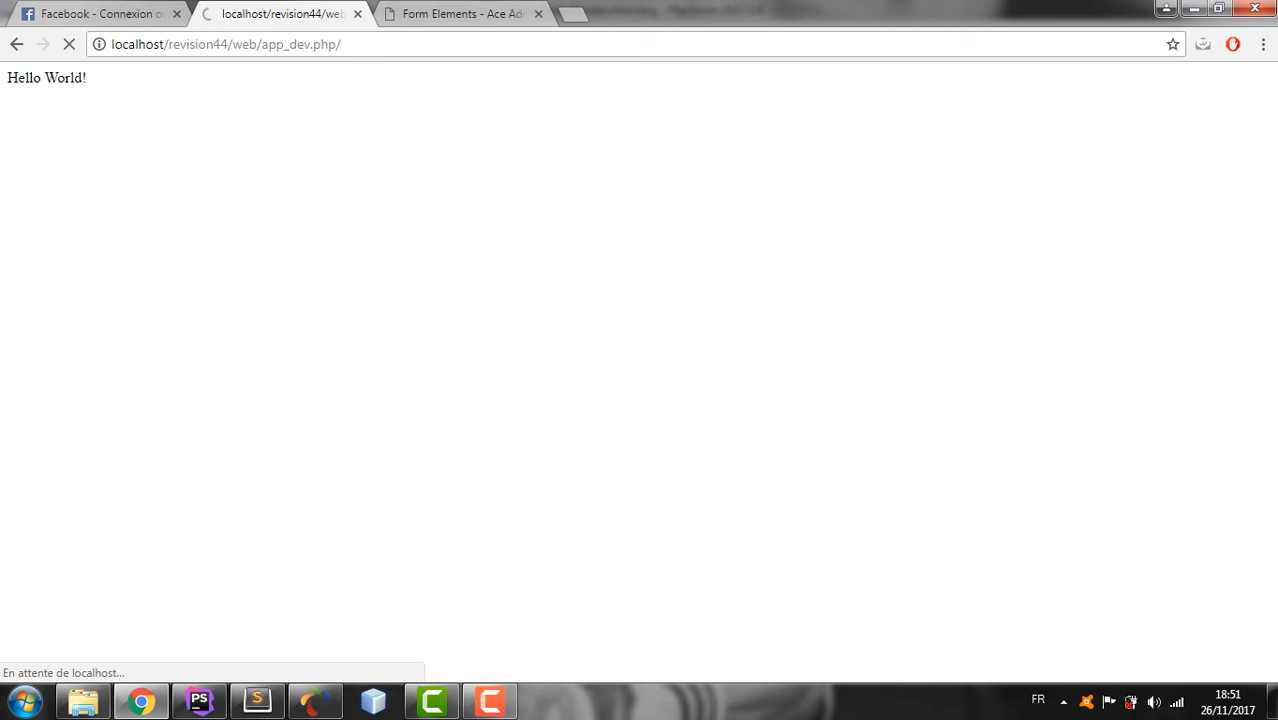 Facebook - Connexion o
localhost/revision44/web
Form Elements - Ace Ad
localhost/revision44/web/app_dev.php/
Hello World!
En attente de localhost...
PS
S
FR
18:51
26/11/2017